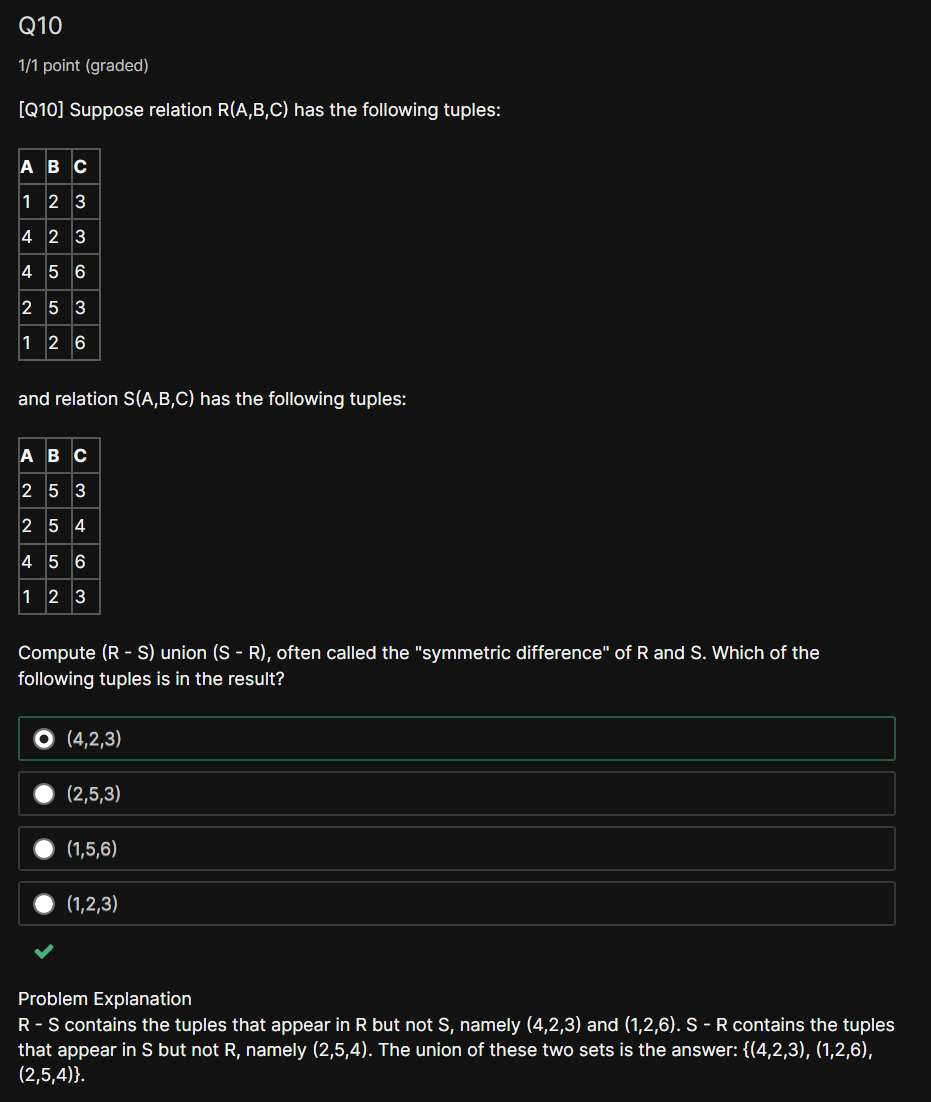 Q10
1/1 point (graded)
[Q10] Suppose relation R(A,B,C) has the following tuples:
A B C
1 2 3
4 2 3
4 5 6
2 5 3
1 2 6
and relation S(A,B,C) has the following tuples:
A B C
2 5 3
2 5 4
4 5 6
1 2 3
Compute (R - S) union (S - R), often called the "symmetric difference" of R and S. Which of the
following tuples is in the result?
(4,2,3)
(2,5,3)
(1,5,6)
(1,2,3)
Problem Explanation
R - S contains the tuples that appear in R but not S, namely (4,2,3) and (1,2,6). S - R contains the tuples
that appear in S but not R, namely (2,5,4). The union of these two sets is the answer: {(4,2,3), (1,2,6),
(2,5,4)}.